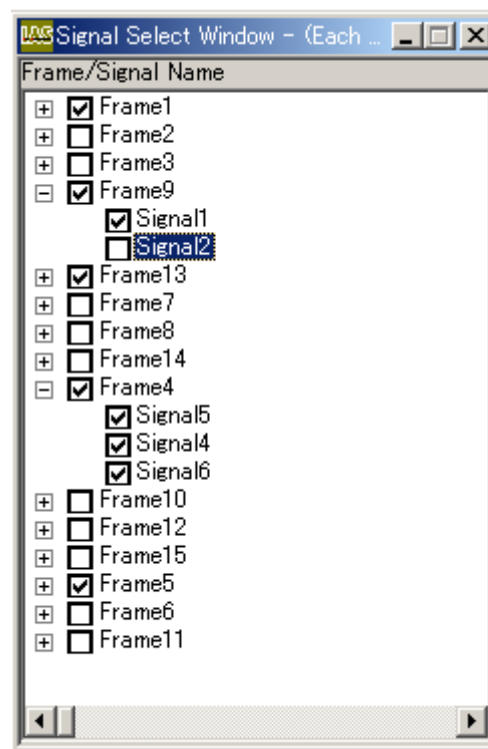 LAS Signal Select Window - (Each ...
Frame/Signal Name
Frame1
Frame2
Frame3
Frame9
Signal1
Signal2
Frame13
Frame7
Frame8
Frame14
Frame4
Signal5
Signal4
Signal6
Frame10
Frame12
Frame15
Frame5
Frame6
Frame11